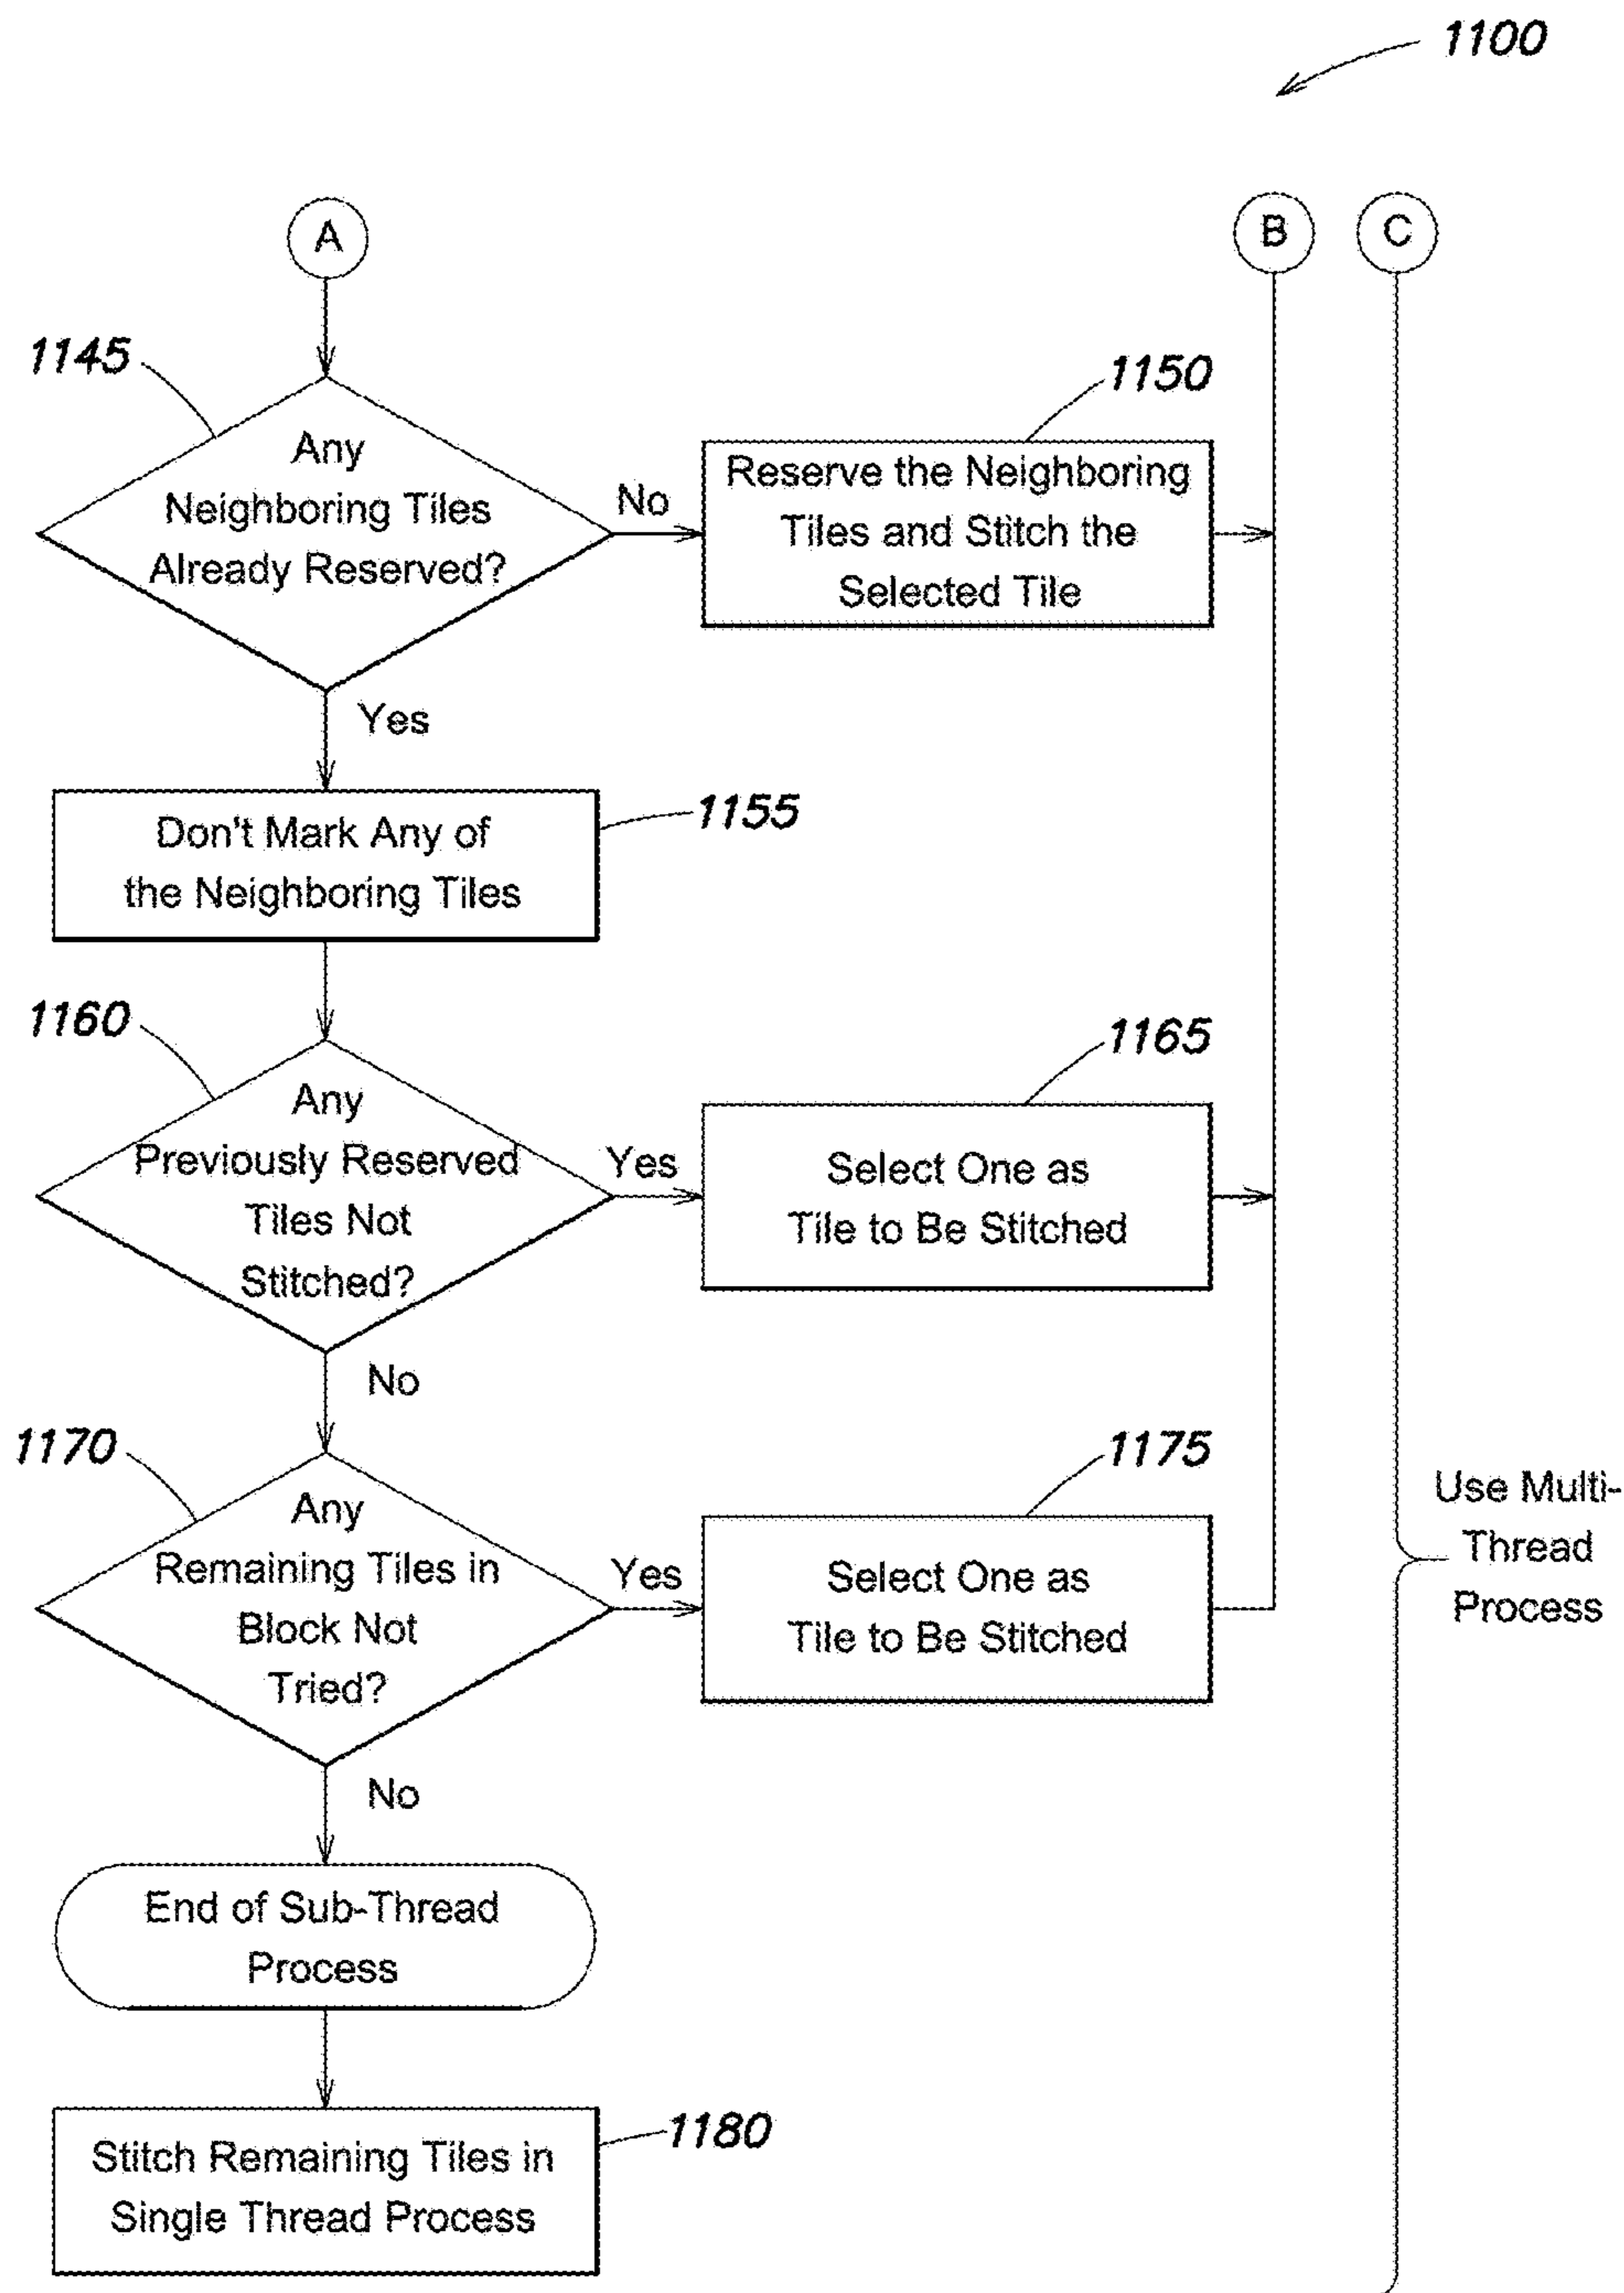 1100
A
B
C
1145
Any
Neighboring Tiles
Already Reserved?
No
1150
Reserve the Neighboring
Tiles and Stitch the
Selected Tile
Yes
1155
Don't Mark Any of
the Neighboring Tiles
1160
Any
Previously Reserved
Tiles Not
Stitched?
Yes
1165
Select One as
Tile to Be Stitched
No
1170
Any
Remaining Tiles in
Block Not
Tried?
Yes
1175
Select One as
Tile to Be Stitched
Use Multi-
Thread
Process
No
End of Sub-Thread
Process
1180
Stitch Remaining Tiles in
Single Thread Process